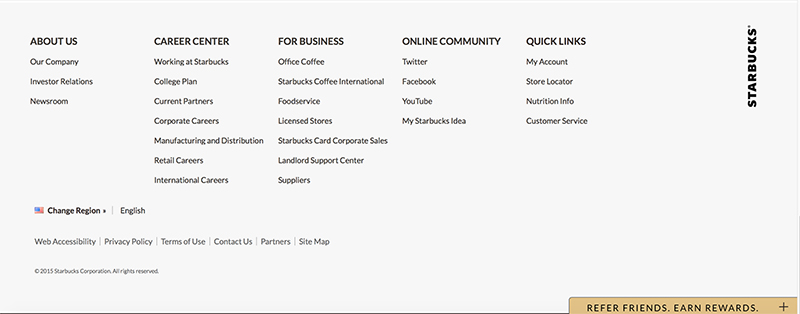 ABOUT US
Our Company
Investor Relations
Newsroom
CAREER CENTER
Working at Starbucks
College Plan
Current Partners
Corporate Careers
Manufacturing and Distribution
Retail Careers
International Careers
FOR BUSINESS
Office Coffee
Starbucks Coffee International
Foodservice
Licensed Stores
Starbucks Card Corporate Sales
Landlord Support Center
Suppliers
ONLINE COMMUNITY
Twitter
Facebook
YouTube
My Starbucks Idea
QUICK LINKS
My Account
Store Locator
Nutrition Info
Customer Service
STARBUCKS®
Change Region » | English
Web Accessibility | Privacy Policy | Terms of Use | Contact Us | Partners | Site Map
© 2015 Starbucks Corporation. All rights reserved.
REFER FRIENDS. EARN REWARDS. +